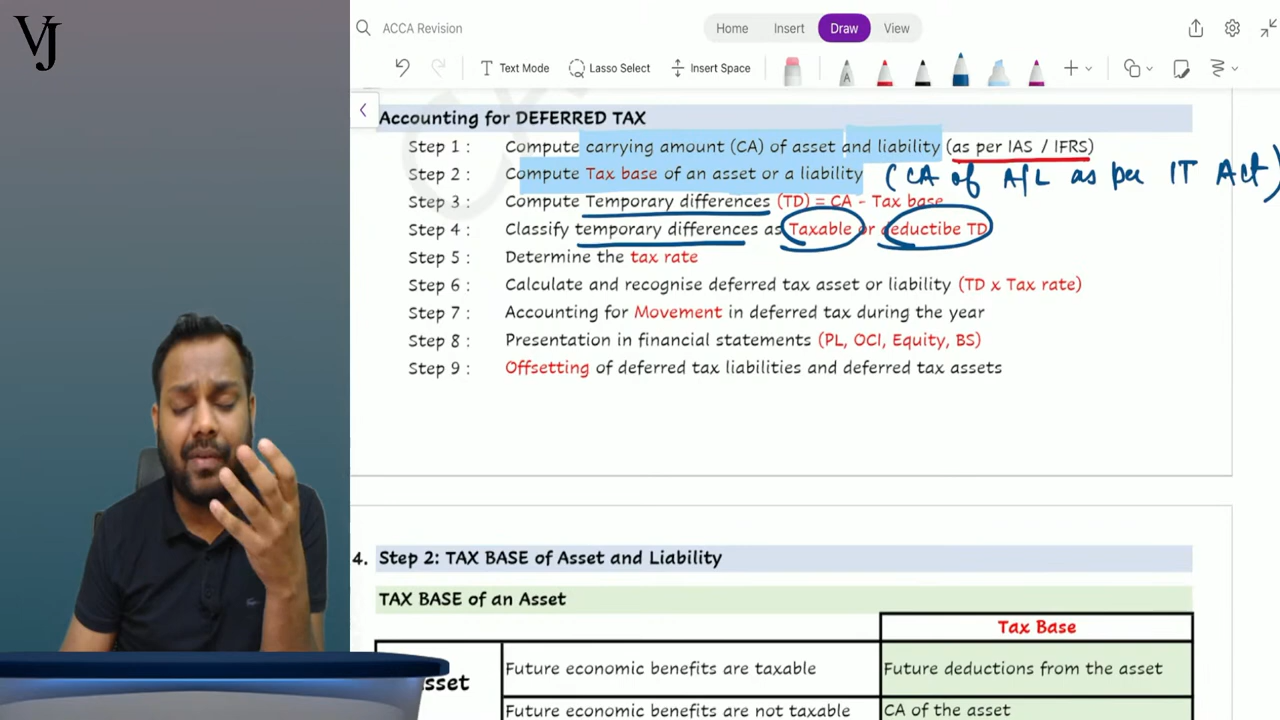 VJ
ACCA Revision
Home Insert Draw View
Text Mode Lasso Select Insert Space
Accounting for DEFERRED TAX
Step 1 : Compute carrying amount (CA) of asset and liability (as per IAS / IFRS)
Step 2 : Compute Tax base of an asset or a liability (CA of A/L as per IT Act)
Step 3 : Compute Temporary differences (TD) = CA - Tax base
Step 4 : Classify temporary differences as Taxable or deductibe TD
Step 5 : Determine the tax rate
Step 6 : Calculate and recognise deferred tax asset or liability (TD x Tax rate)
Step 7 : Accounting for Movement in deferred tax during the year
Step 8 : Presentation in financial statements (PL, OCI, Equity, BS)
Step 9 : Offsetting of deferred tax liabilities and deferred tax assets
4. Step 2: TAX BASE of Asset and Liability
TAX BASE of an Asset
Tax Base
Future economic benefits are taxable Future deductions from the asset
sset
Future economic benefits are not taxable CA of the asset